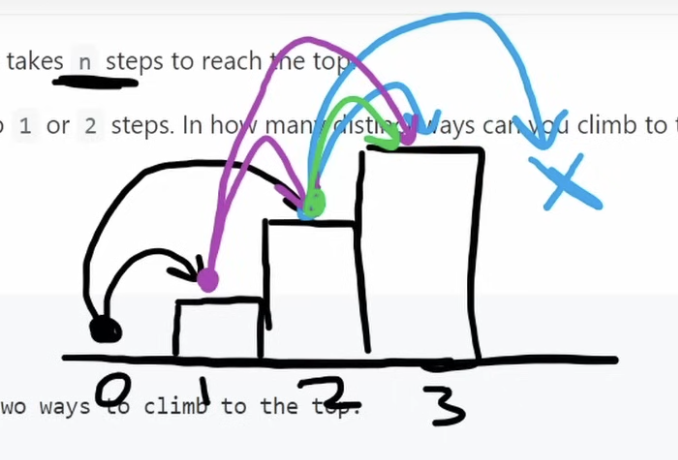 takes n steps to reach the top
1 or 2 steps. In how many distinct ways can you climb to
wo ways to climb to the top.
0 1 2 3
X